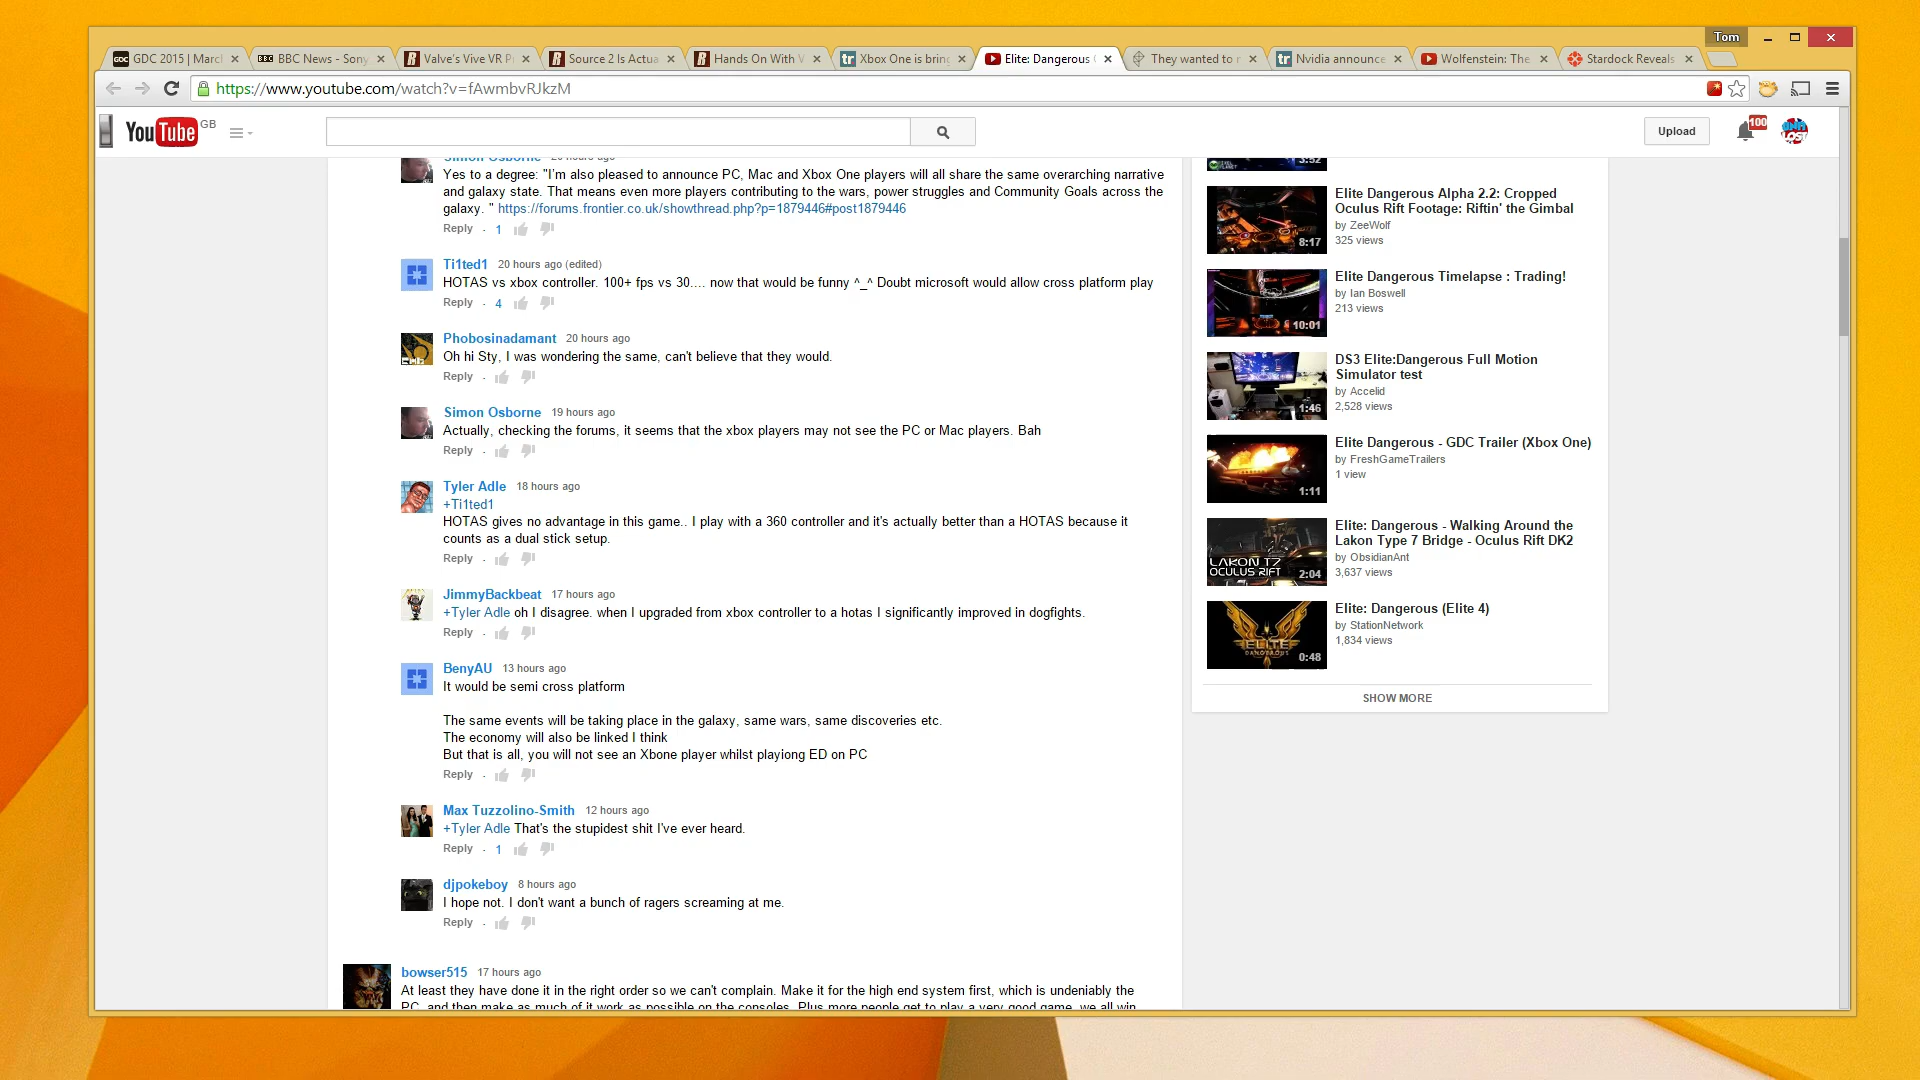 Tom
GDC 2015 | Marcl
BBC News - Sony
Valve's Vive VR P
Source 2 Is Actua
Hands On With V
Xbox One is bring
Elite: Dangerous
They wanted to r
Nvidia announce
Wolfenstein: The
Stardock Reveals
https://www.youtube.com/watch?v=fAwmbvRJkzM
YouTube GB
Upload
100
Simon Osborne 20 hours ago
Yes to a degree: "I'm also pleased to announce PC, Mac and Xbox One players will all share the same overarching narrative
and galaxy state. That means even more players contributing to the wars, power struggles and Community Goals across the
galaxy. " https://forums.frontier.co.uk/showthread.php?p=1879446#post1879446
Reply · 1
Ti1ted1 20 hours ago (edited)
HOTAS vs xbox controller. 100+ fps vs 30.... now that would be funny ^_^ Doubt microsoft would allow cross platform play
Reply · 4
Phobosinadamant 20 hours ago
Oh hi Sty, I was wondering the same, can't believe that they would.
Reply ·
Simon Osborne 19 hours ago
Actually, checking the forums, it seems that the xbox players may not see the PC or Mac players. Bah
Reply ·
Tyler Adle 18 hours ago
+Ti1ted1
HOTAS gives no advantage in this game.. I play with a 360 controller and it's actually better than a HOTAS because it
counts as a dual stick setup.
Reply ·
JimmyBackbeat 17 hours ago
+Tyler Adle oh I disagree. when I upgraded from xbox controller to a hotas I significantly improved in dogfights.
Reply ·
BenyAU 13 hours ago
It would be semi cross platform
The same events will be taking place in the galaxy, same wars, same discoveries etc.
The economy will also be linked I think
But that is all, you will not see an Xbone player whilst playiong ED on PC
Reply ·
Max Tuzzolino-Smith 12 hours ago
+Tyler Adle That's the stupidest shit I've ever heard.
Reply · 1
djpokeboy 8 hours ago
I hope not. I don't want a bunch of ragers screaming at me.
Reply ·
bowser515 17 hours ago
At least they have done it in the right order so we can't complain. Make it for the high end system first, which is undeniably the
PC, and then make as much of it work as possible on the consoles. Plus more people get to play a very good game, we all win
3:52
Elite Dangerous Alpha 2.2: Cropped
Oculus Rift Footage: Riftin' the Gimbal
by ZeeWolf
325 views
8:17
Elite Dangerous Timelapse : Trading!
by Ian Boswell
213 views
10:01
DS3 Elite:Dangerous Full Motion
Simulator test
by Accelid
2,528 views
1:46
Elite Dangerous - GDC Trailer (Xbox One)
by FreshGameTrailers
1 view
1:11
Elite: Dangerous - Walking Around the
Lakon Type 7 Bridge - Oculus Rift DK2
by ObsidianAnt
3,637 views
LAKON T7
OCULUS RIFT
2:04
Elite: Dangerous (Elite 4)
by StationNetwork
1,834 views
ELITE
DANGEROUS
0:48
SHOW MORE